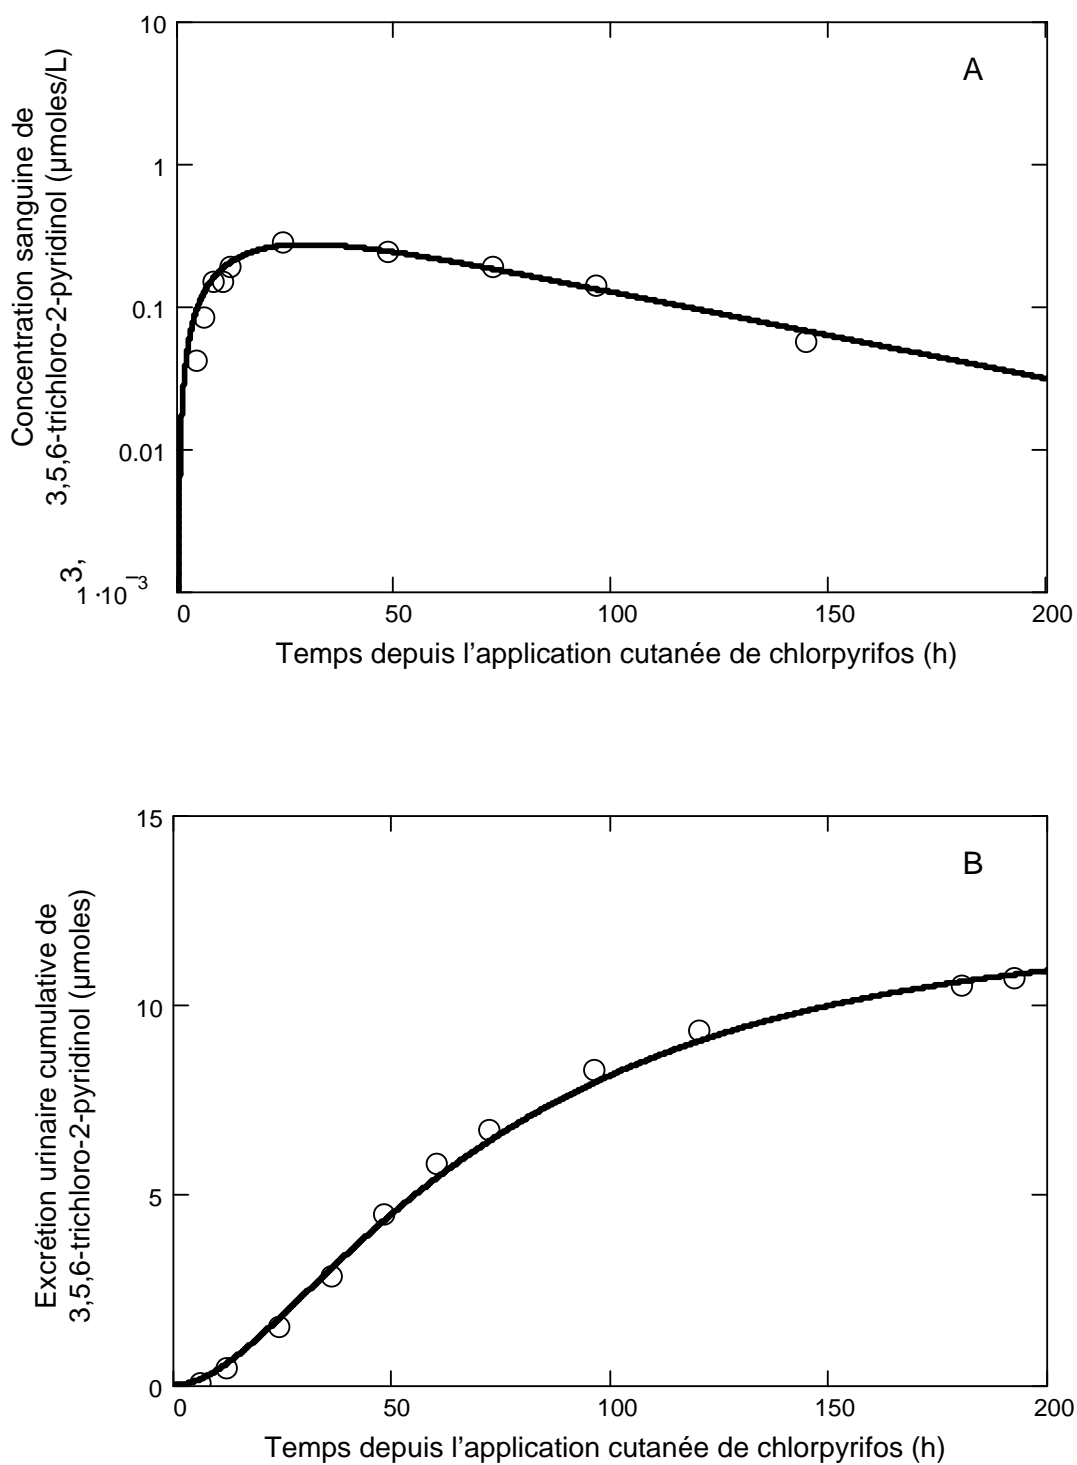 10
1
0.1
0.01
1·10⁻³
3,
Concentration sanguine de
3,5,6-trichloro-2-pyridinol (µmoles/L)
A
0 50 100 150 200
Temps depuis l’application cutanée de chlorpyrifos (h)
15
10
5
0
Excrétion urinaire cumulative de
3,5,6-trichloro-2-pyridinol (µmoles)
B
0 50 100 150 200
Temps depuis l’application cutanée de chlorpyrifos (h)